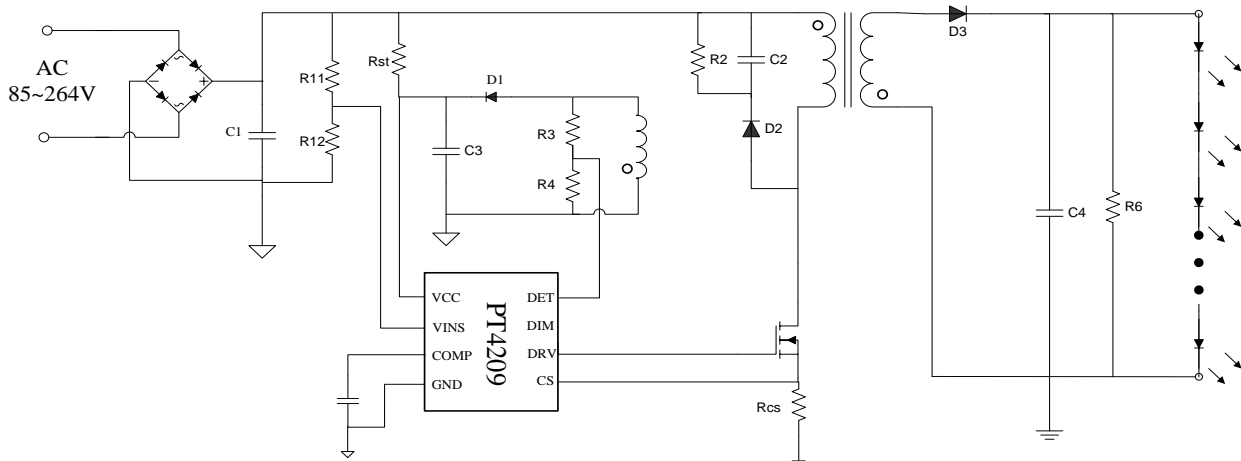 AC
85~264V
C1
R11
R12
Rst
D1
C3
R3
R4
R2
C2
D2
D3
C4
R6
VCC
VINS
COMP
GND
PT4209
DET
DIM
DRV
CS
Rcs